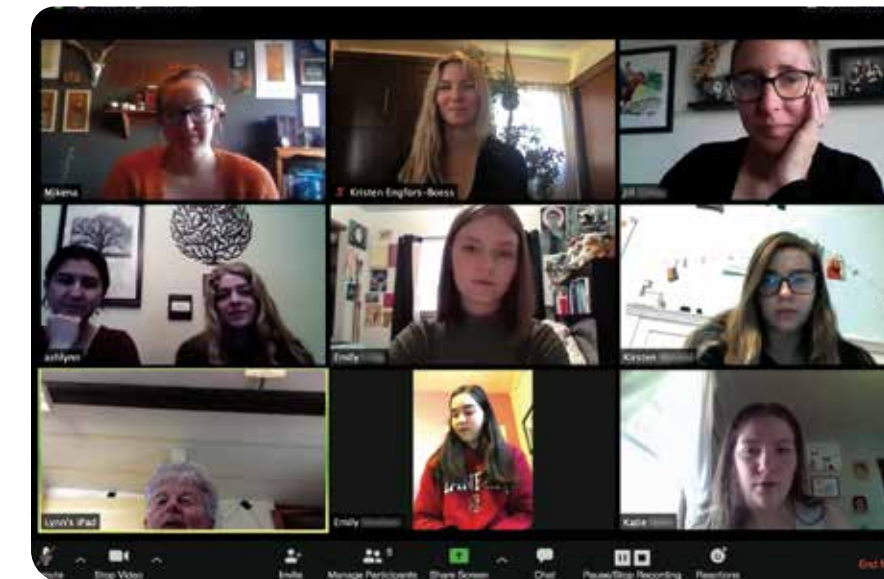 Mikena
Kristen Engfors-Boess
Jill
ashlynn
Emily
Kirsten
Lynn's iPad
Emily
Katie
Stop Video
Invite
Manage Participants
Share Screen
Chat
Pause/Stop Recording
Reactions